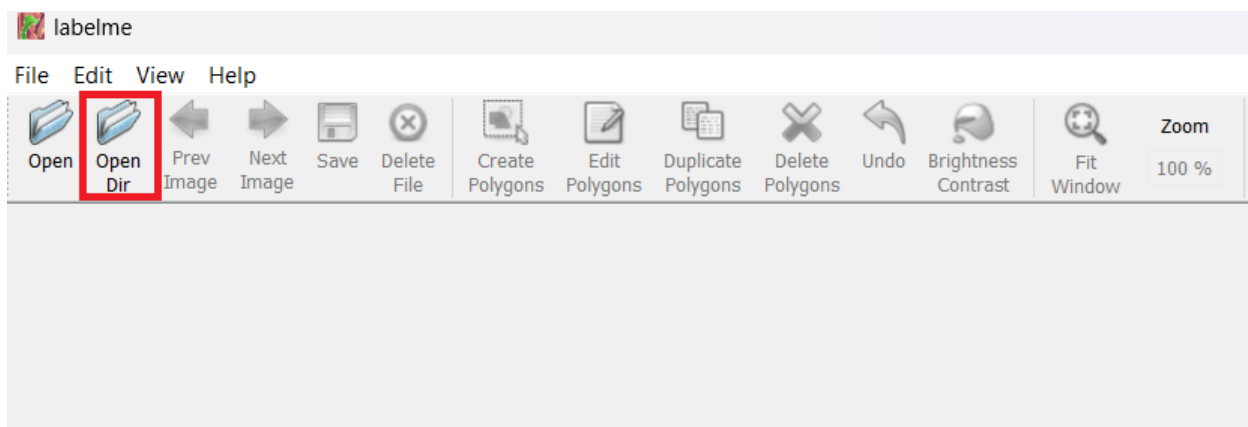 labelme
File Edit View Help
Open Open Dir Prev Image Next Image Save Delete File Create Polygons Edit Polygons Duplicate Polygons Delete Polygons Undo Brightness Contrast Fit Window Zoom 100 %